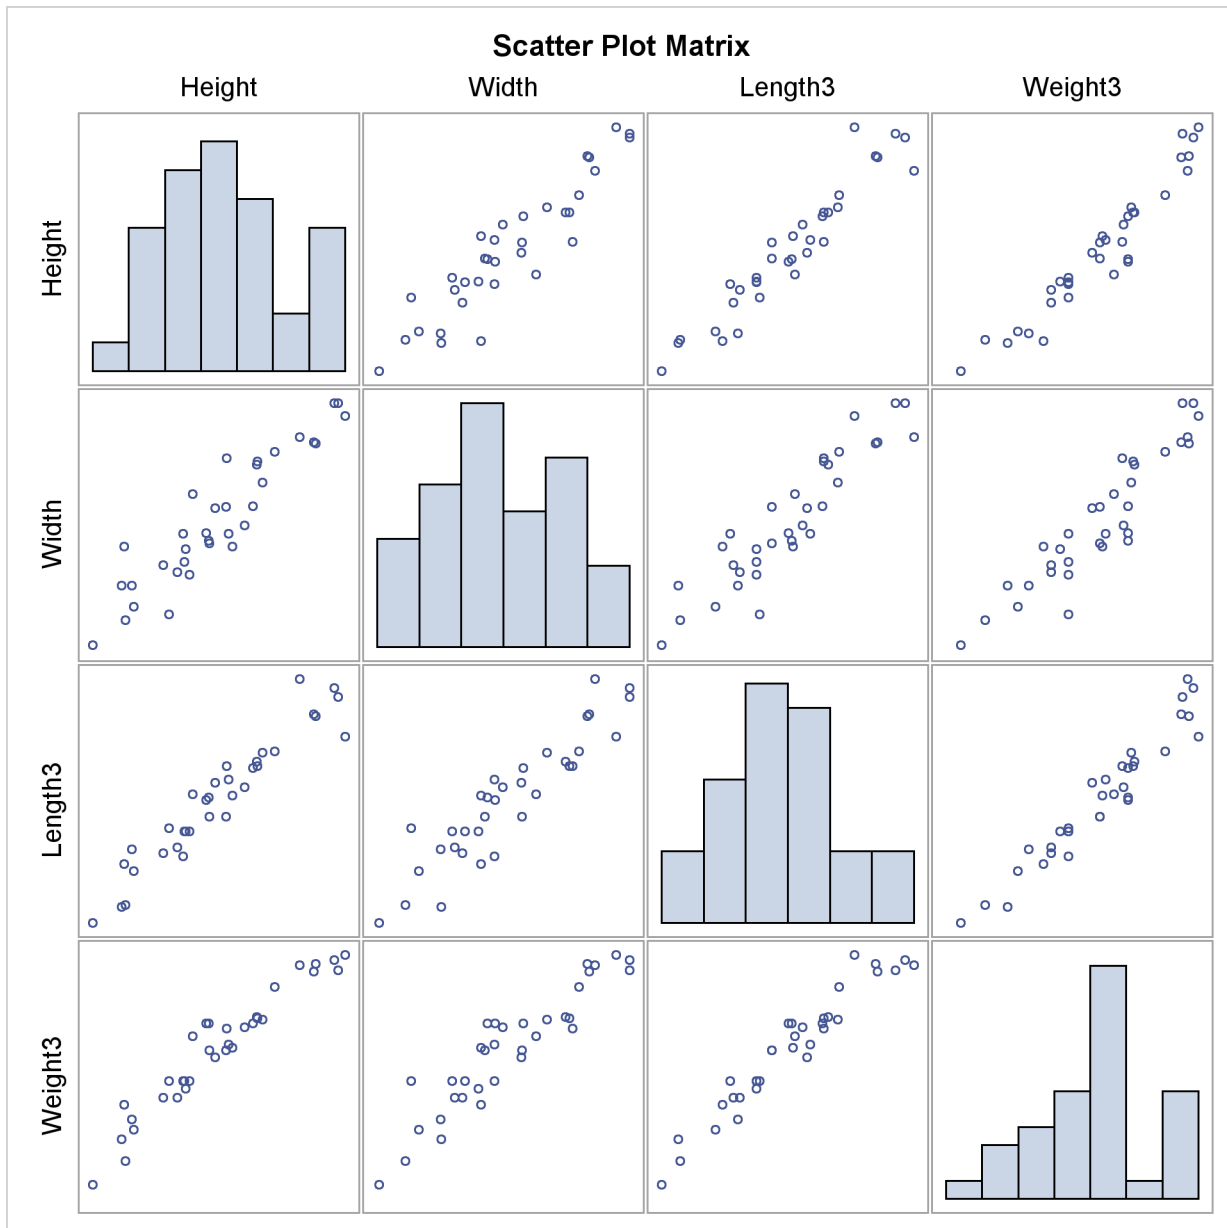 Scatter Plot Matrix
Height Width Length3 Weight3
Height
Width
Length3
Weight3